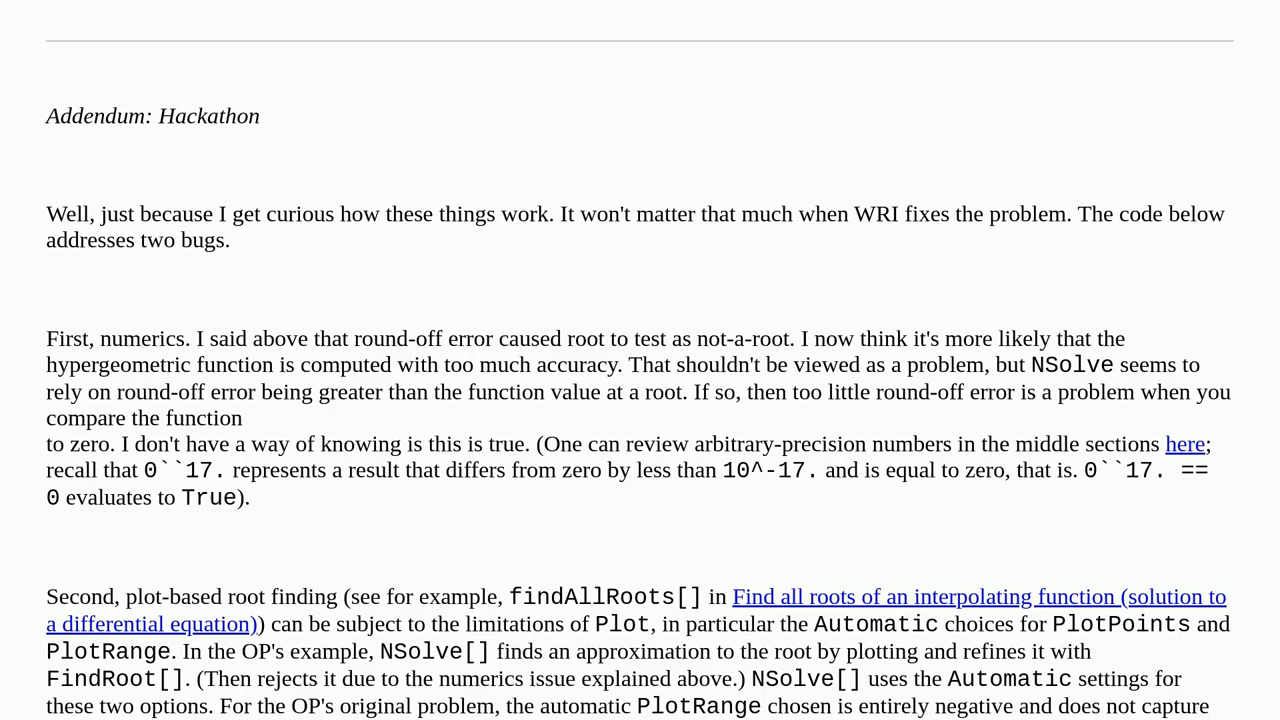 Addendum: Hackathon
Well, just because I get curious how these things work. It won't matter that much when WRI fixes the problem. The code below
addresses two bugs.
First, numerics. I said above that round-off error caused root to test as not-a-root. I now think it's more likely that the
hypergeometric function is computed with too much accuracy. That shouldn't be viewed as a problem, but NSolve seems to
rely on round-off error being greater than the function value at a root. If so, then too little round-off error is a problem when you
compare the function
to zero. I don't have a way of knowing is this is true. (One can review arbitrary-precision numbers in the middle sections here;
recall that 0``17. represents a result that differs from zero by less than 10^-17. and is equal to zero, that is. 0``17. ==
0 evaluates to True).
Second, plot-based root finding (see for example, findAllRoots[] in Find all roots of an interpolating function (solution to
a differential equation)) can be subject to the limitations of Plot, in particular the Automatic choices for PlotPoints and
PlotRange. In the OP's example, NSolve[] finds an approximation to the root by plotting and refines it with
FindRoot[]. (Then rejects it due to the numerics issue explained above.) NSolve[] uses the Automatic settings for
these two options. For the OP's original problem, the automatic PlotRange chosen is entirely negative and does not capture